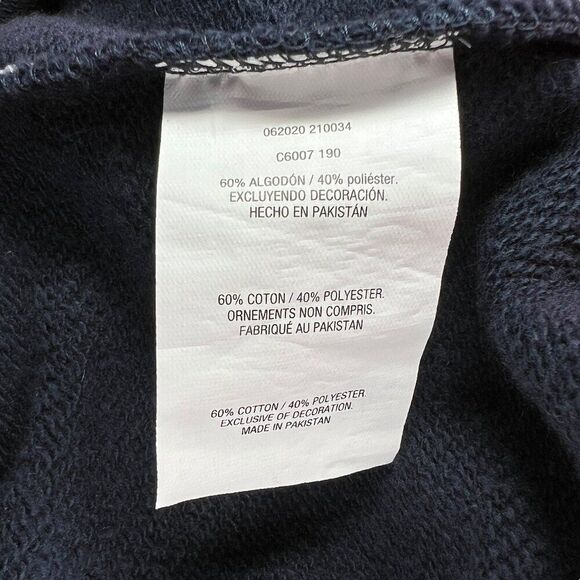 062020 210034
C6007 190
60% ALGODÓN / 40% poliéster.
EXCLUYENDO DECORACIÓN.
HECHO EN PAKISTÁN
60% COTON / 40% POLYESTER.
ORNEMENTS NON COMPRIS.
FABRIQUÉ AU PAKISTAN
60% COTTON / 40% POLYESTER.
EXCLUSIVE OF DECORATION.
MADE IN PAKISTAN